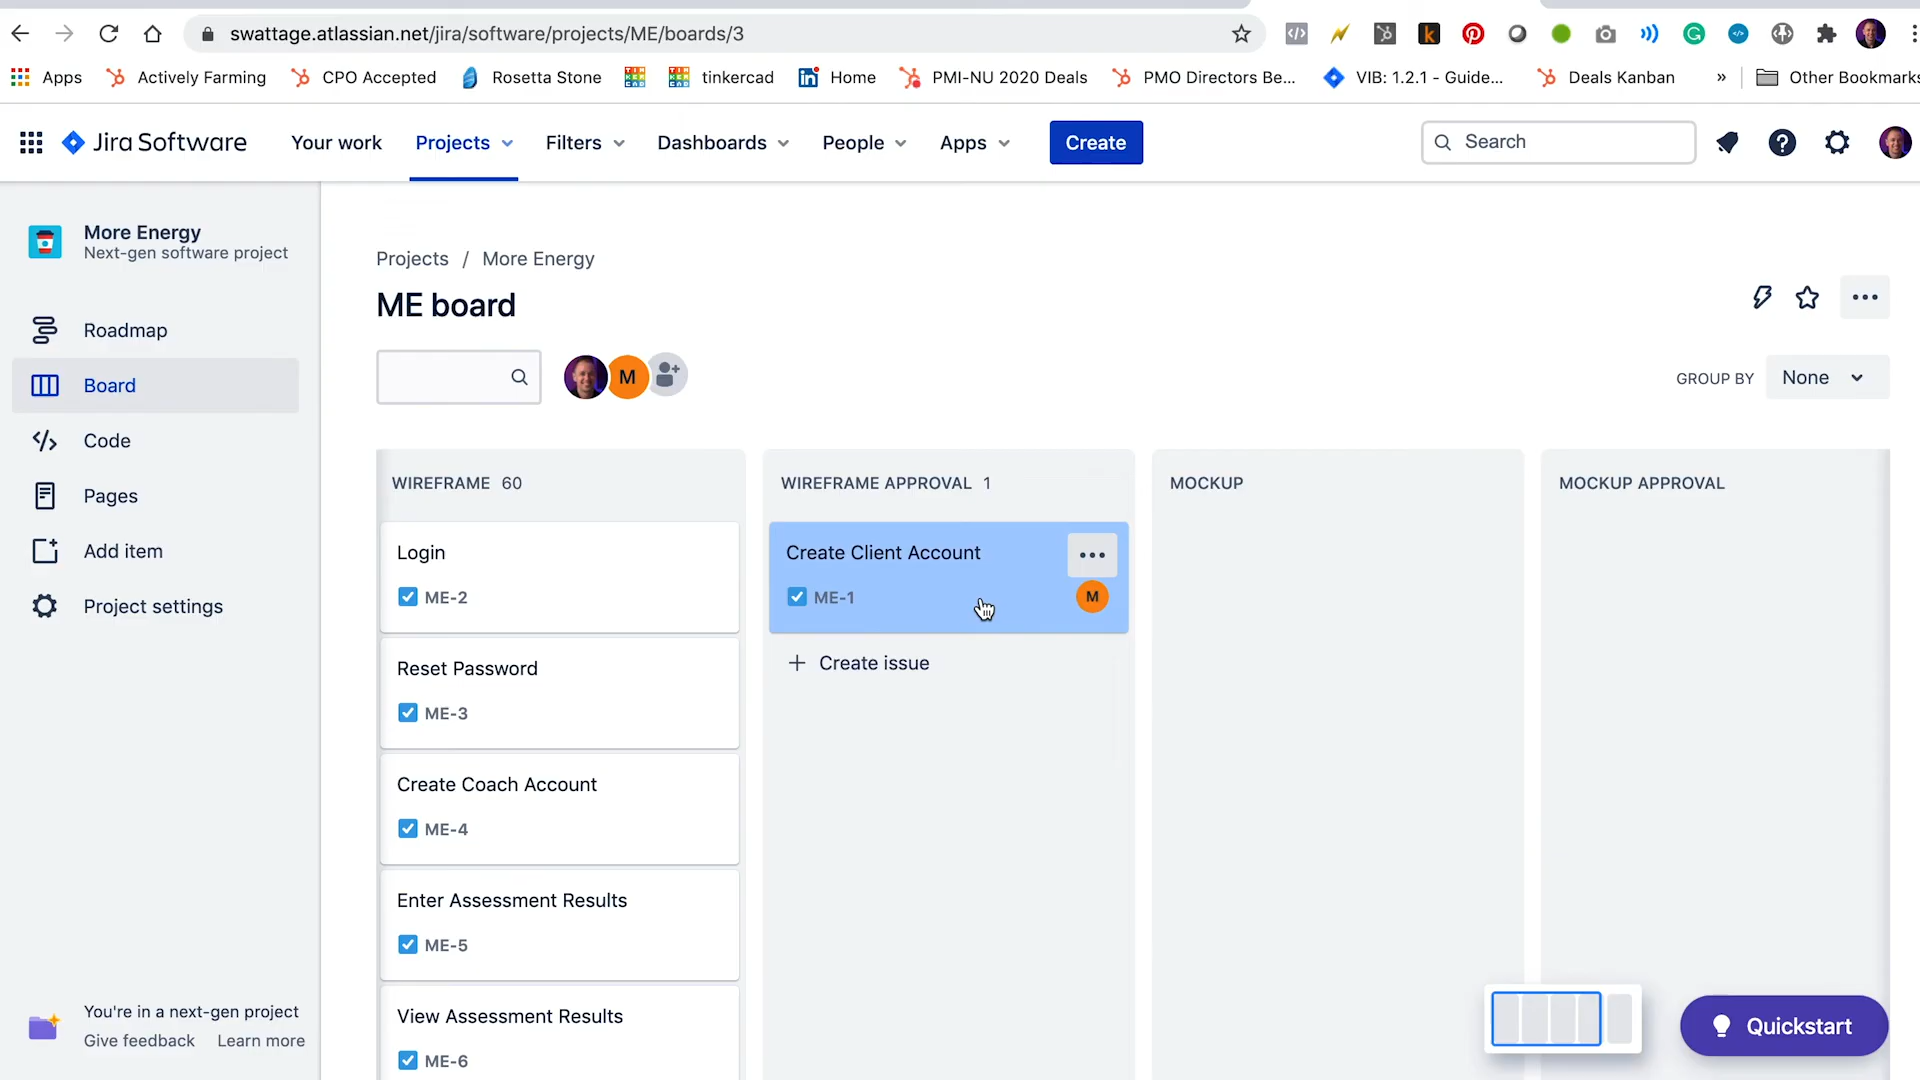 swattage.atlassian.net/jira/software/projects/ME/boards/3
Apps Actively Farming CPO Accepted Rosetta Stone tinkercad Home PMI-NU 2020 Deals PMO Directors Be... VIB: 1.2.1 - Guide... Deals Kanban » Other Bookmarks
Jira Software Your work Projects Filters Dashboards People Apps Create Search
More Energy
Next-gen software project
Roadmap
Board
Code
Pages
Add item
Project settings
You're in a next-gen project
Give feedback Learn more
Projects / More Energy
ME board
M
GROUP BY None
WIREFRAME 60
Login
ME-2
Reset Password
ME-3
Create Coach Account
ME-4
Enter Assessment Results
ME-5
View Assessment Results
ME-6
WIREFRAME APPROVAL 1
Create Client Account
ME-1 M
+ Create issue
MOCKUP
MOCKUP APPROVAL
Quickstart